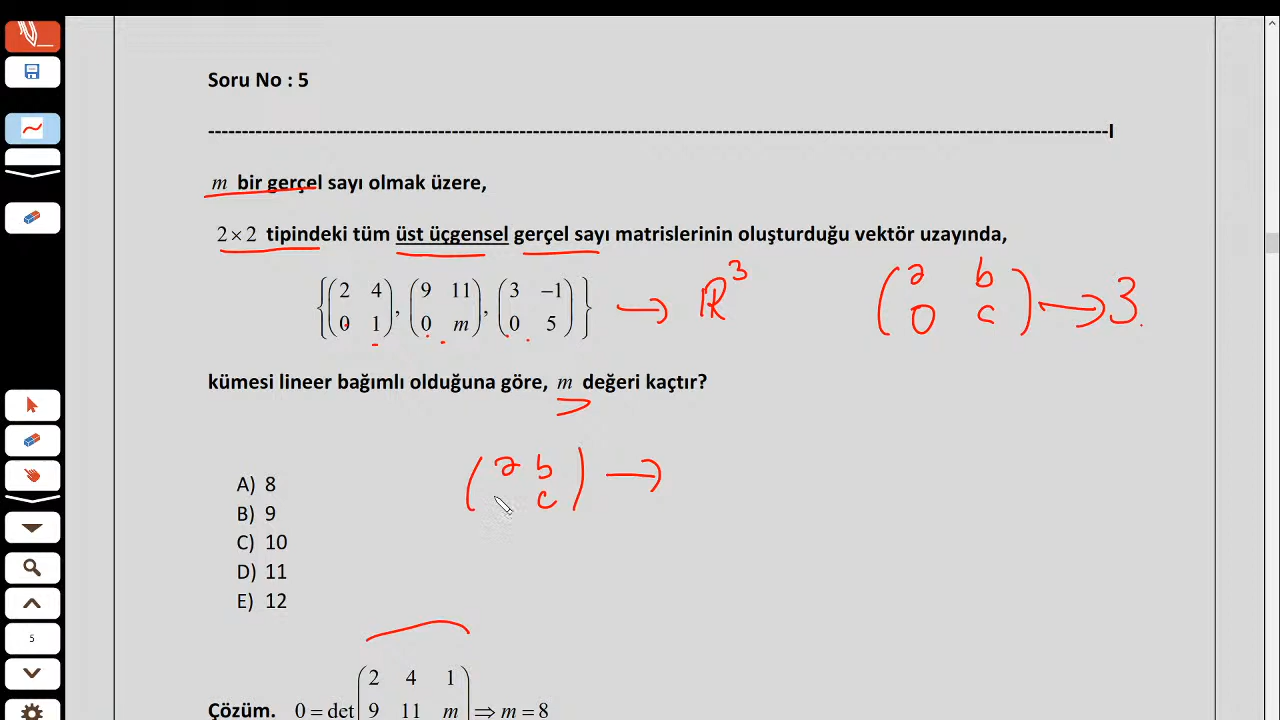 Soru No : 5
m bir gerçel sayı olmak üzere,
2 × 2 tipindeki tüm üst üçgensel gerçel sayı matrislerinin oluşturduğu vektör uzayında,
{(2 4
0 1), (9 11
0 m), (3 −1
0 5)} → R^3 (a b
0 c) → 3
kümesi lineer bağımlı olduğuna göre, m değeri kaçtır?
(a b
c) →
A) 8
B) 9
C) 10
D) 11
E) 12
2 4 1
Çözüm. 0 = det 9 11 m ⇒ m = 8
5